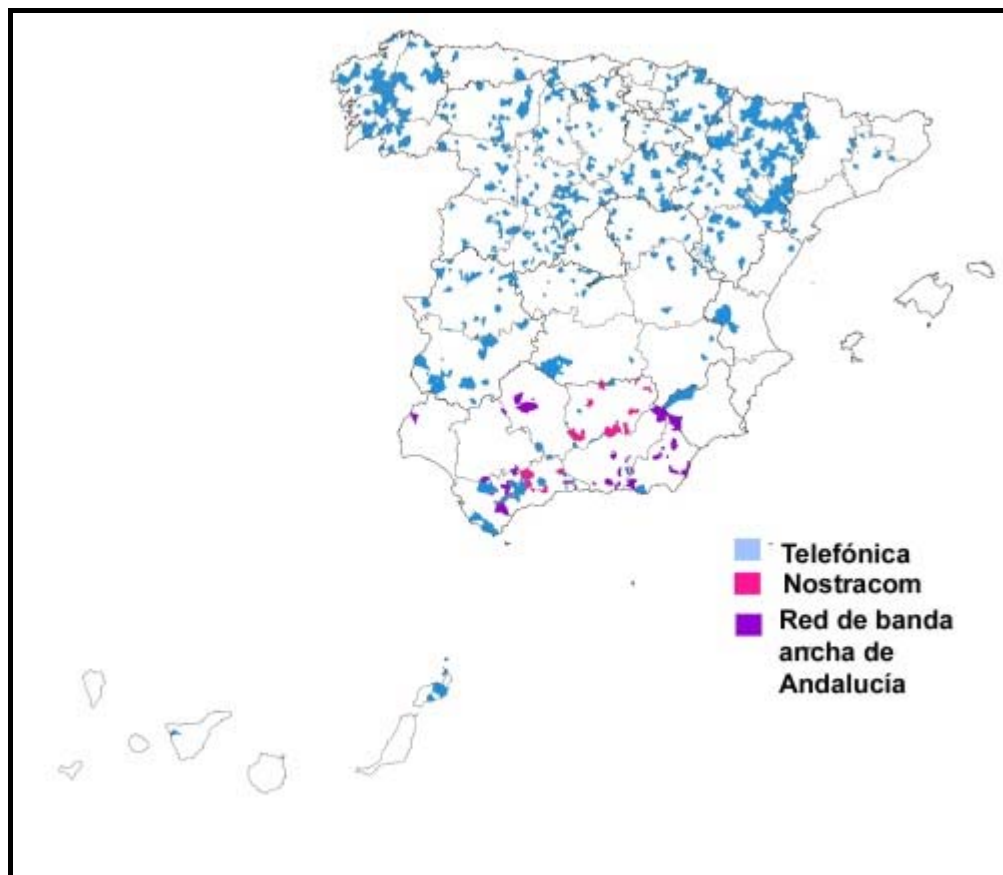 Telefónica
Nostracom
Red de banda
ancha de
Andalucía